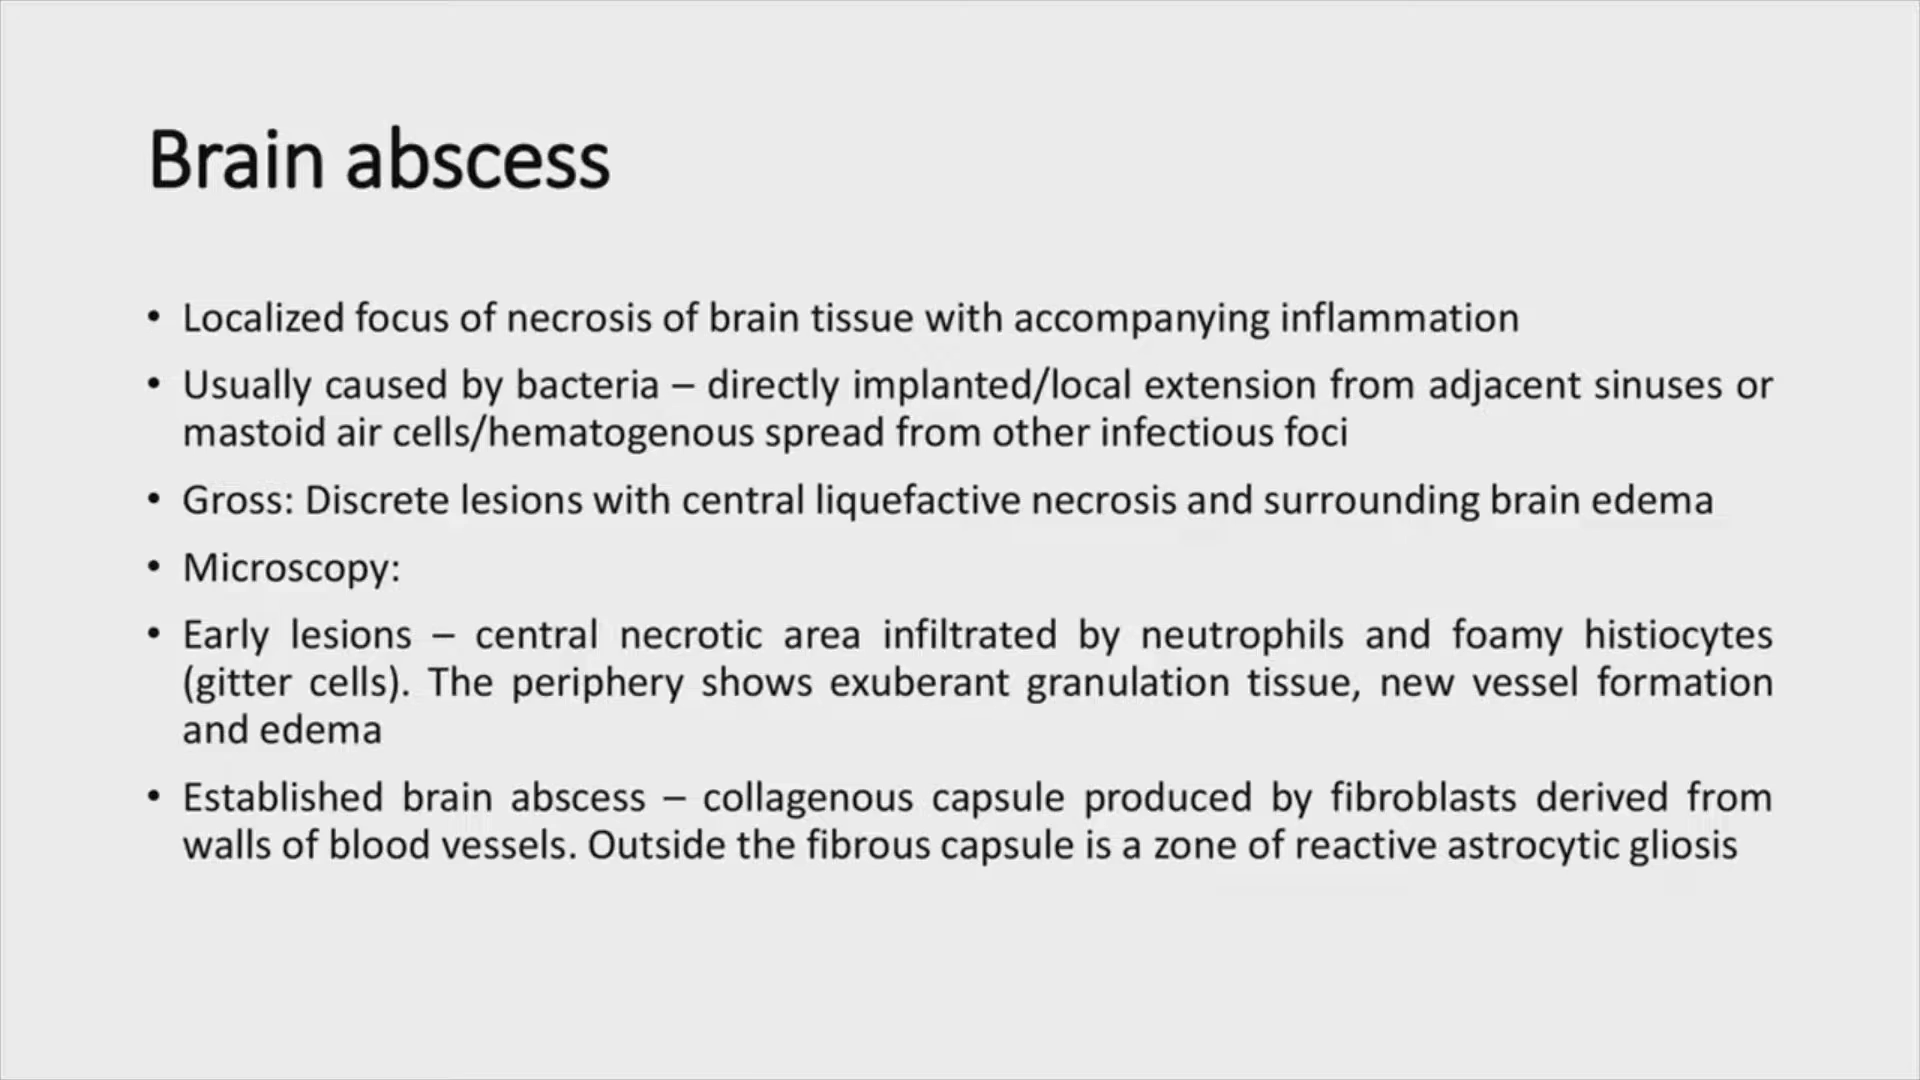 Brain abscess
• Localized focus of necrosis of brain tissue with accompanying inflammation
• Usually caused by bacteria – directly implanted/local extension from adjacent sinuses or
mastoid air cells/hematogenous spread from other infectious foci
• Gross: Discrete lesions with central liquefactive necrosis and surrounding brain edema
• Microscopy:
• Early lesions – central necrotic area infiltrated by neutrophils and foamy histiocytes
(gitter cells). The periphery shows exuberant granulation tissue, new vessel formation
and edema
• Established brain abscess – collagenous capsule produced by fibroblasts derived from
walls of blood vessels. Outside the fibrous capsule is a zone of reactive astrocytic gliosis